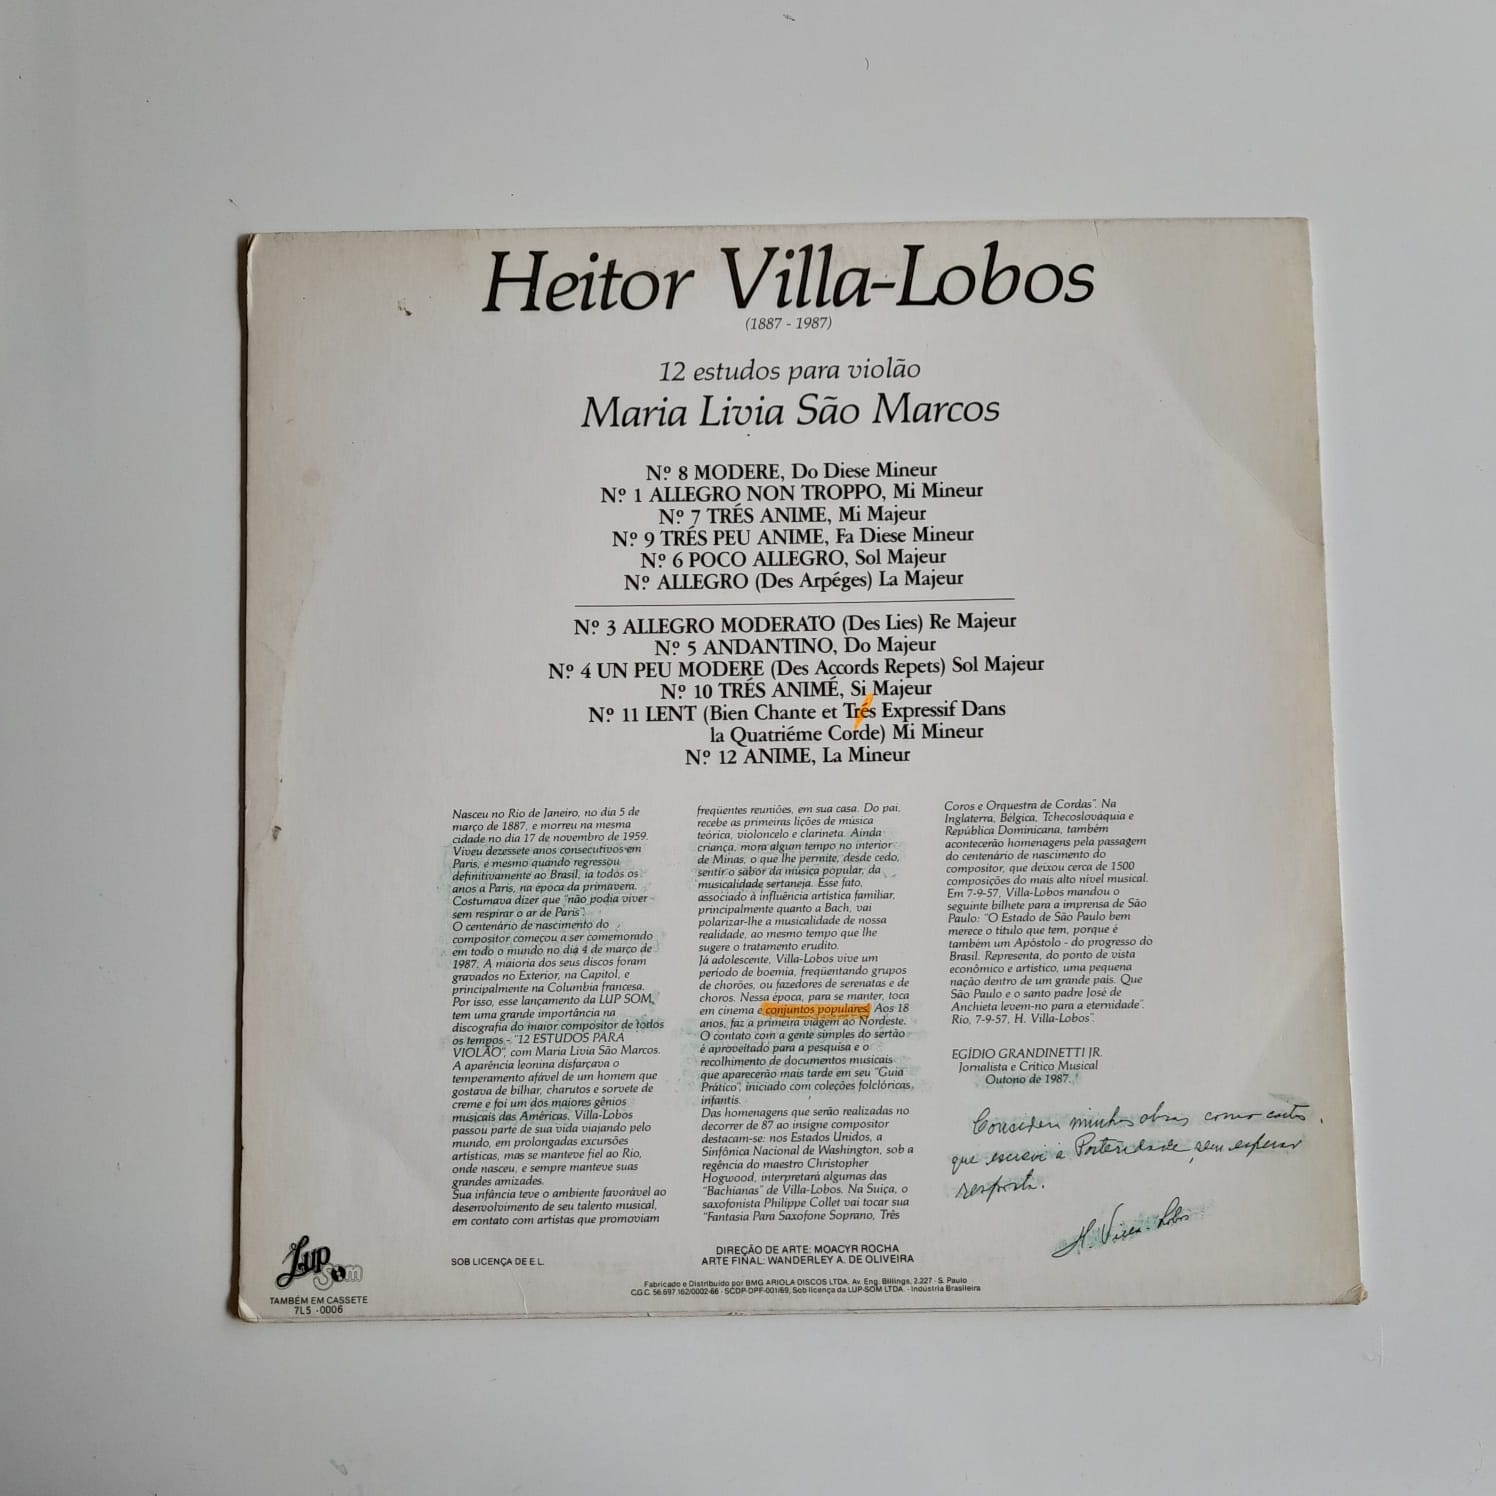 Heitor Villa-Lobos
(1887 - 1987)
12 estudos para violão
Maria Livia São Marcos
Nº 8 MODERE, Do Diese Mineur
Nº 1 ALLEGRO NON TROPPO, Mi Mineur
Nº 7 TRÉS ANIME, Mi Majeur
Nº 9 TRÉS PEU ANIME, Fa Diese Mineur
Nº 6 POCO ALLEGRO, Sol Majeur
Nº ALLEGRO (Des Arpéges) La Majeur
Nº 3 ALLEGRO MODERATO (Des Lies) Re Majeur
Nº 5 ANDANTINO, Do Majeur
Nº 4 UN PEU MODERE (Des Accords Repets) Sol Majeur
Nº 10 TRÉS ANIMÉ, Si Majeur
Nº 11 LENT (Bien Chante et Trés Expressif Dans
la Quatriéme Corde) Mi Mineur
Nº 12 ANIME, La Mineur
Nasceu no Rio de Janeiro, no dia 5 de
março de 1887, e morreu na mesma
cidade no dia 17 de novembro de 1959.
Viveu dezessete anos consecutivos em
Paris, e mesmo quando regressou
definitivamente ao Brasil, ia todos os
anos a Paris, na época da primavera.
Costumava dizer que "não podia viver
sem respirar o ar de Paris".
O centenário de nascimento do
compositor começou a ser comemorado
em todo o mundo no dia 4 de março de
1987. A maioria dos seus discos foram
gravados no Exterior, na Capitol, e
principalmente na Columbia francesa.
Por isso, esse lançamento da LUP SOM,
tem uma grande importância na
discografia do maior compositor de todos
os tempos - "12 ESTUDOS PARA
VIOLÃO", com Maria Livia São Marcos.
A aparência leonina disfarçava o
temperamento afável de um homem que
gostava de bilhar, charutos e sorvete de
creme e foi um dos maiores gênios
musicais das Américas. Villa-Lobos
passou parte de sua vida viajando pelo
mundo, em prolongadas excursões
artísticas, mas se manteve fiel ao Rio,
onde nasceu, e sempre manteve suas
grandes amizades.
Sua infância teve o ambiente favorável ao
desenvolvimento de seu talento musical,
em contato com artistas que promoviam
freqüentes reuniões, em sua casa. Do pai,
recebe as primeiras lições de música
teórica, violoncelo e clarineta. Ainda
criança, mora algum tempo no interior
de Minas, o que lhe permite, desde cedo,
sentir o sabor da música popular, da
musicalidade sertaneja. Esse fato,
associado à influência artística familiar,
principalmente quanto a Bach, vai
polarizar-lhe a musicalidade de nossa
realidade, ao mesmo tempo que lhe
sugere o tratamento erudito.
Já adolescente, Villa-Lobos vive um
período de boemia, freqüentando grupos
de chorões, ou fazedores de serenatas e de
choros. Nessa época, para se manter, toca
em cinema e conjuntos populares. Aos 18
anos, faz a primeira viagem ao Nordeste.
O contato com a gente simples do sertão
é aproveitado para a pesquisa e o
recolhimento de documentos musicais
que aparecerão mais tarde em seu "Guia
Prático", iniciado com coleções folclóricas,
infantis.
Das homenagens que serão realizadas no
decorrer de 87 ao insigne compositor
destacam-se: nos Estados Unidos, a
Sinfônica Nacional de Washington, sob a
regência do maestro Christopher
Hogwood, interpretará algumas das
"Bachianas" de Villa-Lobos. Na Suiça, o
saxofonista Philippe Collet vai tocar sua
"Fantasia Para Saxofone Soprano, Três
Coros e Orquestra de Cordas". Na
Inglaterra, Bélgica, Tchecoslováquia e
República Dominicana, também
acontecerão homenagens pela passagem
do centenário de nascimento do
compositor, que deixou cerca de 1500
composições do mais alto nível musical.
Em 7-9-57, Villa-Lobos mandou o
seguinte bilhete para a imprensa de São
Paulo: "O Estado de São Paulo bem
merece o título que tem, porque é
também um Apóstolo - do progresso do
Brasil. Representa, do ponto de vista
econômico e artístico, uma pequena
nação dentro de um grande país. Que
São Paulo e o santo padre José de
Anchieta levem-no para a eternidade".
Rio, 7-9-57, H. Villa-Lobos".
EGÍDIO GRANDINETTI JR.
Jornalista e Crítico Musical
Outono de 1987.
Considero minhas obras como cartas
que escrevi à Posteridade, sem esperar
resposta.
H. Villa-Lobos
Lup Som
TAMBÉM EM CASSETE
7L5 -0006
SOB LICENÇA DE E L.
DIREÇÃO DE ARTE: MOACYR ROCHA
ARTE FINAL: WANDERLEY A. DE OLIVEIRA
Fabricado e Distribuído por BMG ARIOLA DISCOS LTDA. Av. Eng. Billings, 2.227 - S. Paulo
C.G.C. 56.697.162/0002-66 - SCDP-DPF-001/69, Sob licença da LUP-SOM LTDA. - Indústria Brasileira